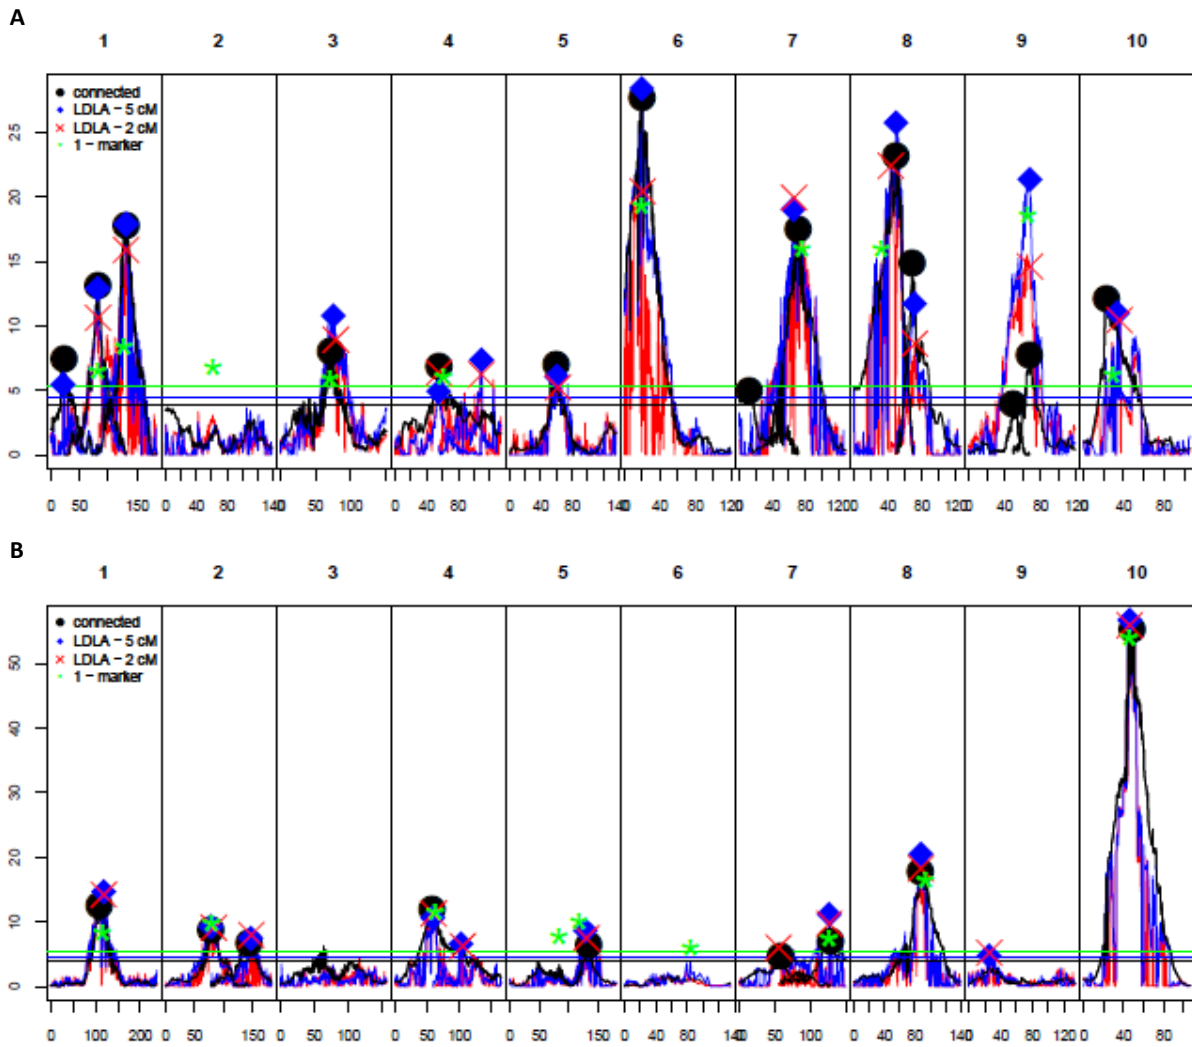 A
1 2 3 4 5 6 7 8 9 10
connected
LDLA − 5 cM
LDLA − 2 cM
1 − marker
25
20
15
10
5
0
0 50 150 0 40 80 140 0 50 100 0 40 80 0 40 80 140 0 40 80 120 0 40 80 120 0 40 80 120 0 40 80 120 0 40 80
B
1 2 3 4 5 6 7 8 9 10
connected
LDLA − 5 cM
LDLA − 2 cM
1 − marker
50
40
30
20
10
0
0 100 200 0 50 150 0 50 150 0 50 150 0 50 150 0 40 80 140 0 50 100 0 40 80 140 0 40 80 120 0 40 80